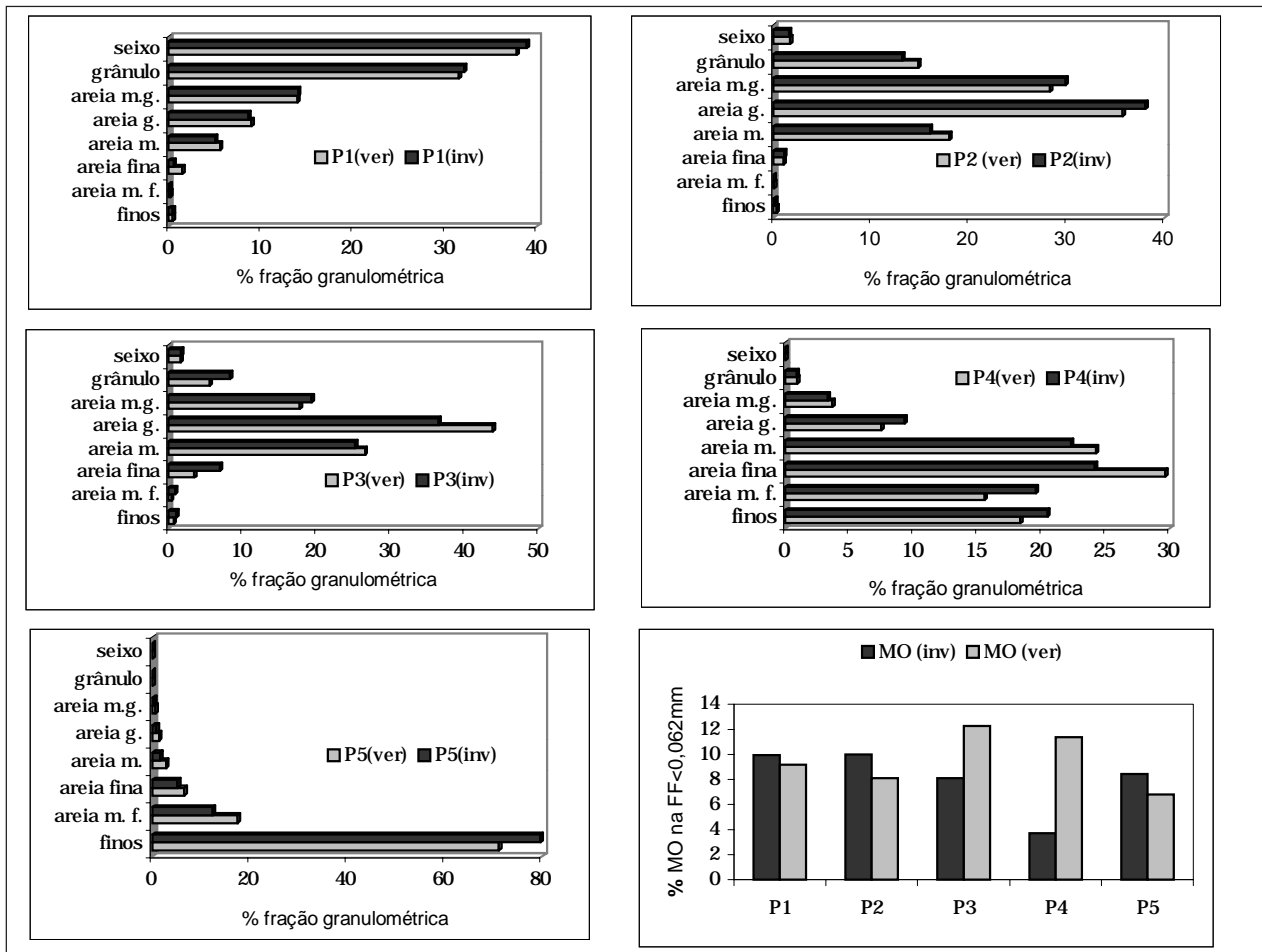 seixo
grânulo
areia m.g.
areia g.
areia m.
areia fina
areia m. f.
finos
P1(ver) P1(inv)
0 10 20 30 40
% fração granulométrica
seixo
grânulo
areia m.g.
areia g.
areia m.
areia fina
areia m. f.
finos
P2 (ver) P2(inv)
0 10 20 30 40
% fração granulométrica
seixo
grânulo
areia m.g.
areia g.
areia m.
areia fina
areia m. f.
finos
P3(ver) P3(inv)
0 10 20 30 40 50
% fração granulométrica
seixo
grânulo
areia m.g.
areia g.
areia m.
areia fina
areia m. f.
finos
P4(ver) P4(inv)
0 5 10 15 20 25 30
% fração granulométrica
seixo
grânulo
areia m.g.
areia g.
areia m.
areia fina
areia m. f.
finos
P5(ver) P5(inv)
0 20 40 60 80
% fração granulométrica
MO (inv) MO (ver)
% MO na FF<0,062mm
14
12
10
8
6
4
2
0
P1 P2 P3 P4 P5